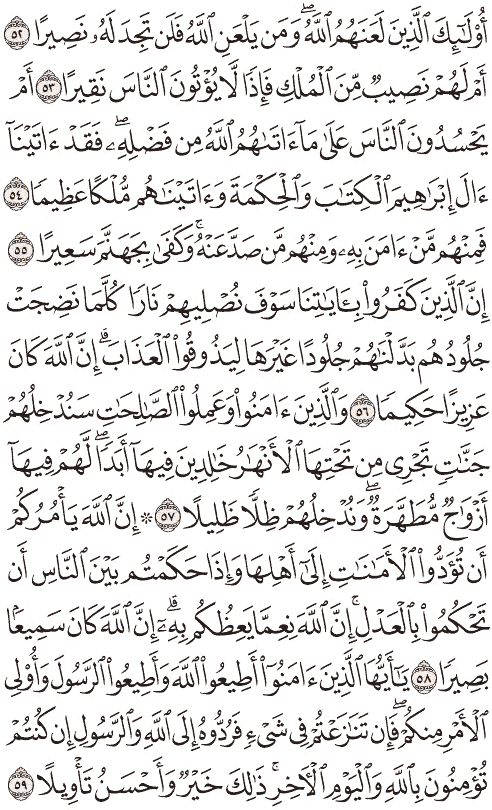 أُو۟لَـٰٓئِكَ ٱلَّذِينَ لَعَنَهُمُ ٱللَّهُ ۖ وَمَن يَلْعَنِ ٱللَّهُ فَلَن تَجِدَ لَهُۥ نَصِيرًا ٥٢
أَمْ لَهُمْ نَصِيبٌ مِّنَ ٱلْمُلْكِ فَإِذًا لَّا يُؤْتُونَ ٱلنَّاسَ نَقِيرًا ٥٣ أَمْ
يَحْسُدُونَ ٱلنَّاسَ عَلَىٰ مَآ ءَاتَىٰهُمُ ٱللَّهُ مِن فَضْلِهِۦ ۖ فَقَدْ ءَاتَيْنَآ
ءَالَ إِبْرَٰهِيمَ ٱلْكِتَـٰبَ وَٱلْحِكْمَةَ وَءَاتَيْنَـٰهُم مُّلْكًا عَظِيمًا ٥٤
فَمِنْهُم مَّنْ ءَامَنَ بِهِۦ وَمِنْهُم مَّن صَدَّ عَنْهُ ۚ وَكَفَىٰ بِجَهَنَّمَ سَعِيرًا ٥٥
إِنَّ ٱلَّذِينَ كَفَرُوا۟ بِـَٔايَـٰتِنَا سَوْفَ نُصْلِيهِمْ نَارًا كُلَّمَا نَضِجَتْ
جُلُودُهُم بَدَّلْنَـٰهُمْ جُلُودًا غَيْرَهَا لِيَذُوقُوا۟ ٱلْعَذَابَ ۗ إِنَّ ٱللَّهَ كَانَ
عَزِيزًا حَكِيمًا ٥٦ وَٱلَّذِينَ ءَامَنُوا۟ وَعَمِلُوا۟ ٱلصَّـٰلِحَـٰتِ سَنُدْخِلُهُمْ
جَنَّـٰتٍ تَجْرِى مِن تَحْتِهَا ٱلْأَنْهَـٰرُ خَـٰلِدِينَ فِيهَآ أَبَدًا ۖ لَّهُمْ فِيهَآ
أَزْوَٰجٌ مُّطَهَّرَةٌ ۖ وَنُدْخِلُهُمْ ظِلًّا ظَلِيلًا ٥٧ ۞ إِنَّ ٱللَّهَ يَأْمُرُكُمْ
أَن تُؤَدُّوا۟ ٱلْأَمَـٰنَـٰتِ إِلَىٰٓ أَهْلِهَا وَإِذَا حَكَمْتُم بَيْنَ ٱلنَّاسِ أَن
تَحْكُمُوا۟ بِٱلْعَدْلِ ۚ إِنَّ ٱللَّهَ نِعِمَّا يَعِظُكُم بِهِۦٓ ۗ إِنَّ ٱللَّهَ كَانَ سَمِيعًۢا
بَصِيرًا ٥٨ يَـٰٓأَيُّهَا ٱلَّذِينَ ءَامَنُوٓا۟ أَطِيعُوا۟ ٱللَّهَ وَأَطِيعُوا۟ ٱلرَّسُولَ وَأُو۟لِى
ٱلْأَمْرِ مِنكُمْ ۖ فَإِن تَنَـٰزَعْتُمْ فِى شَىْءٍ فَرُدُّوهُ إِلَى ٱللَّهِ وَٱلرَّسُولِ إِن كُنتُمْ
تُؤْمِنُونَ بِٱللَّهِ وَٱلْيَوْمِ ٱلْـَٔاخِرِ ۚ ذَٰلِكَ خَيْرٌ وَأَحْسَنُ تَأْوِيلًا ٥٩